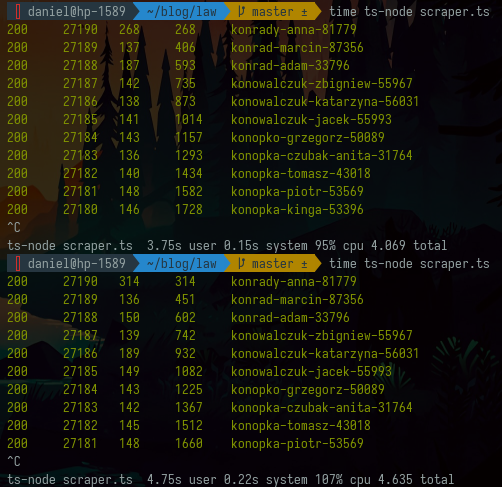 daniel@hp-1589 ~/blog/law master ± time ts-node scraper.ts
200 27190 268 268 konrady-anna-81779
200 27189 137 406 konrad-marcin-87356
200 27188 187 593 konrad-adam-33796
200 27187 142 735 konowalczuk-zbigniew-55967
200 27186 138 873 konowalczuk-katarzyna-56031
200 27185 141 1014 konowalczuk-jacek-55993
200 27184 143 1157 konopko-grzegorz-50089
200 27183 136 1293 konopka-czubak-anita-31764
200 27182 140 1434 konopka-tomasz-43018
200 27181 148 1582 konopka-piotr-53569
200 27180 146 1728 konopka-kinga-53396
^C
ts-node scraper.ts 3.75s user 0.15s system 95% cpu 4.069 total
daniel@hp-1589 ~/blog/law master ± time ts-node scraper.ts
200 27190 314 314 konrady-anna-81779
200 27189 136 451 konrad-marcin-87356
200 27188 150 602 konrad-adam-33796
200 27187 139 742 konowalczuk-zbigniew-55967
200 27186 189 932 konowalczuk-katarzyna-56031
200 27185 149 1082 konowalczuk-jacek-55993
200 27184 143 1225 konopko-grzegorz-50089
200 27183 142 1367 konopka-czubak-anita-31764
200 27182 145 1512 konopka-tomasz-43018
200 27181 148 1660 konopka-piotr-53569
^C
ts-node scraper.ts 4.75s user 0.22s system 107% cpu 4.635 total